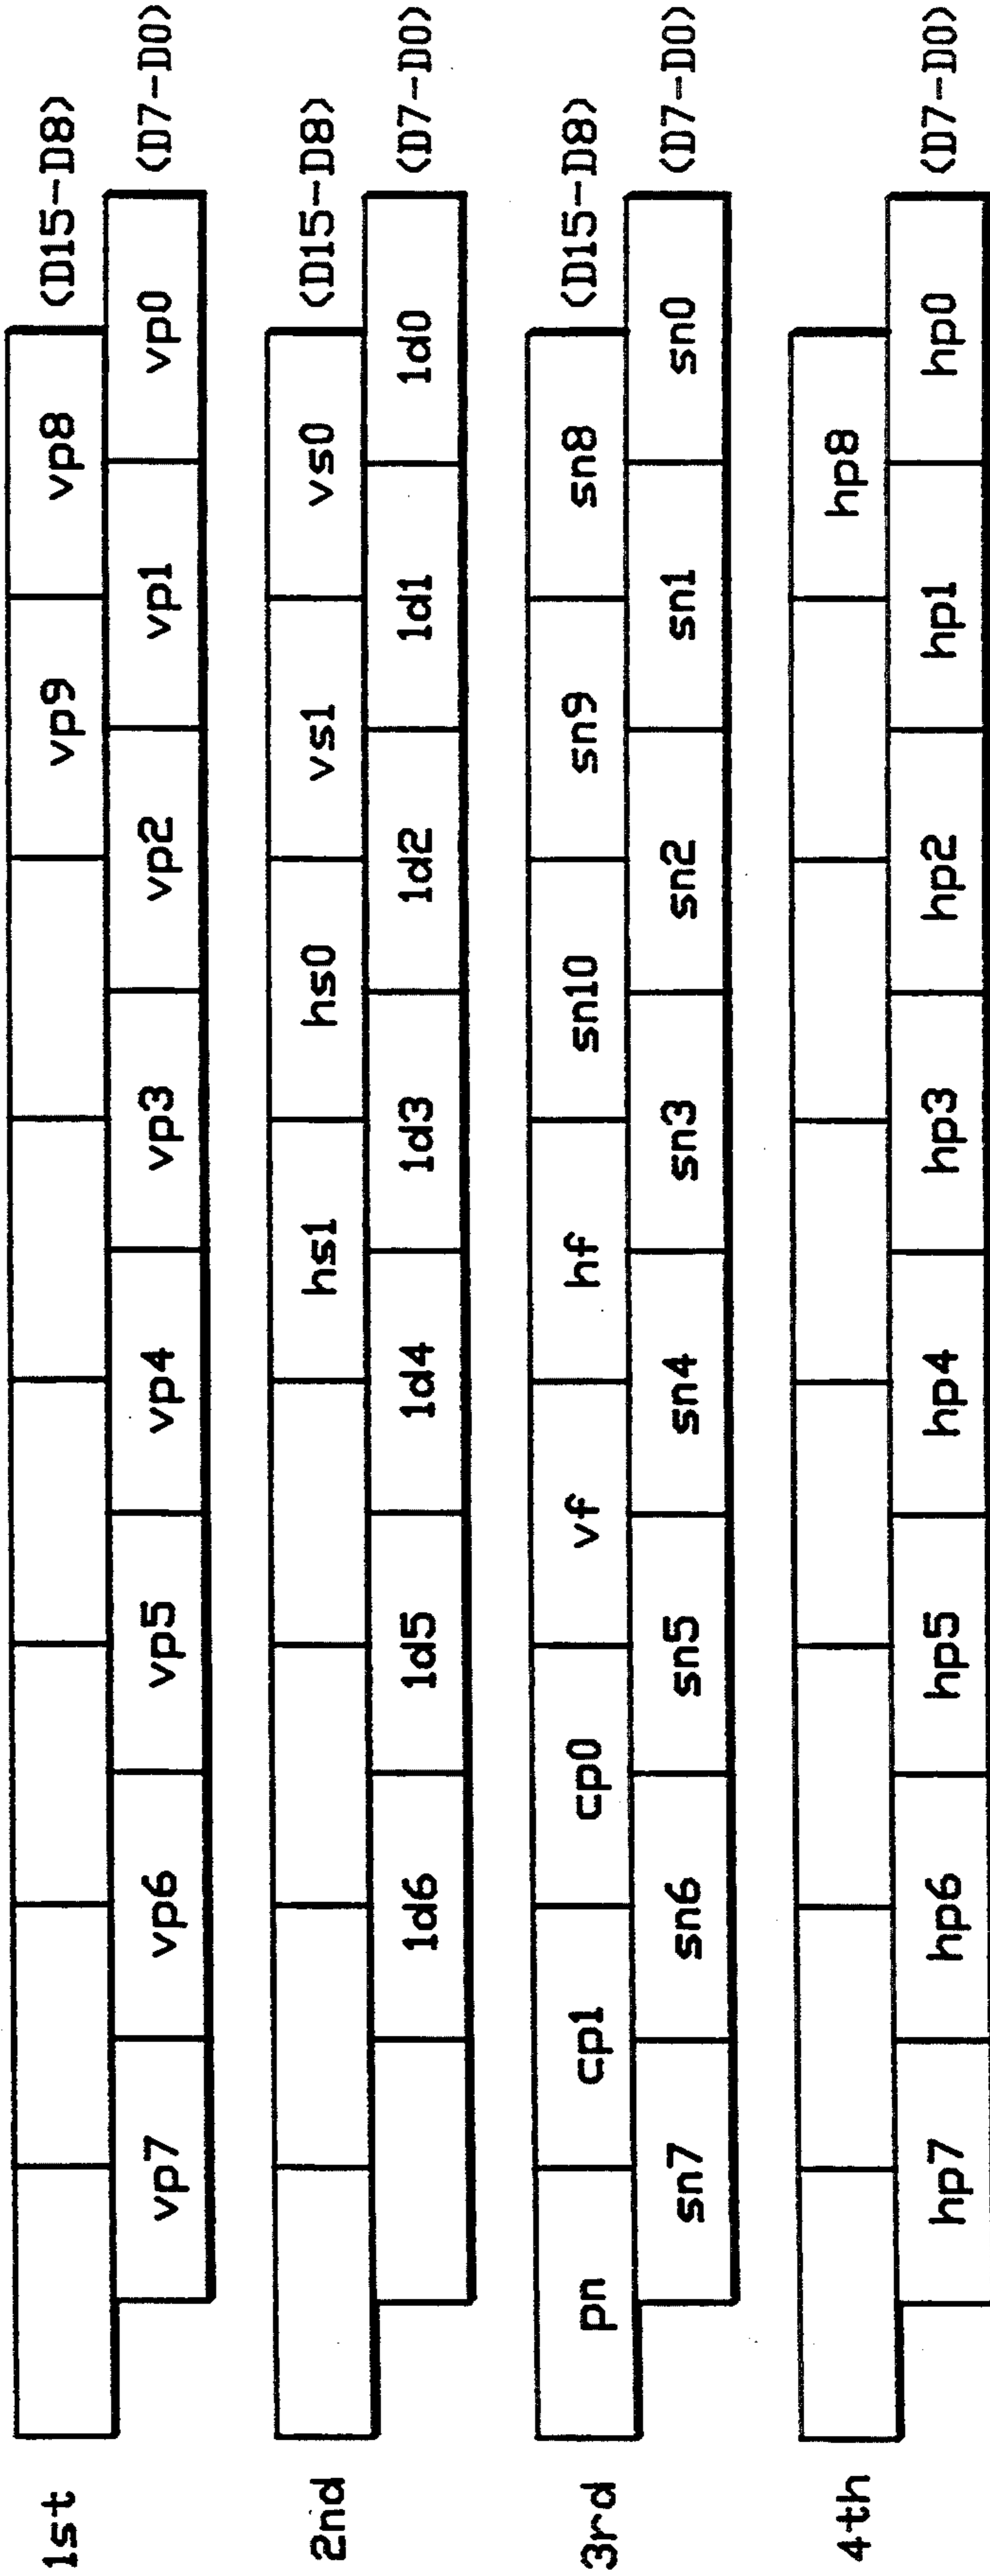 1st vp9 vp8 (D15-D8)
vp7 vp6 vp5 vp4 vp3 vp2 vp1 vp0 (D7-D0)
2nd hs1 hs0 vs1 vs0 (D15-D8)
1d6 1d5 1d4 1d3 1d2 1d1 1d0 (D7-D0)
3rd pn cp1 cp0 vf hf sn10 sn9 sn8 (D15-D8)
sn7 sn6 sn5 sn4 sn3 sn2 sn1 sn0 (D7-D0)
4th hp8
hp7 hp6 hp5 hp4 hp3 hp2 hp1 hp0 (D7-D0)